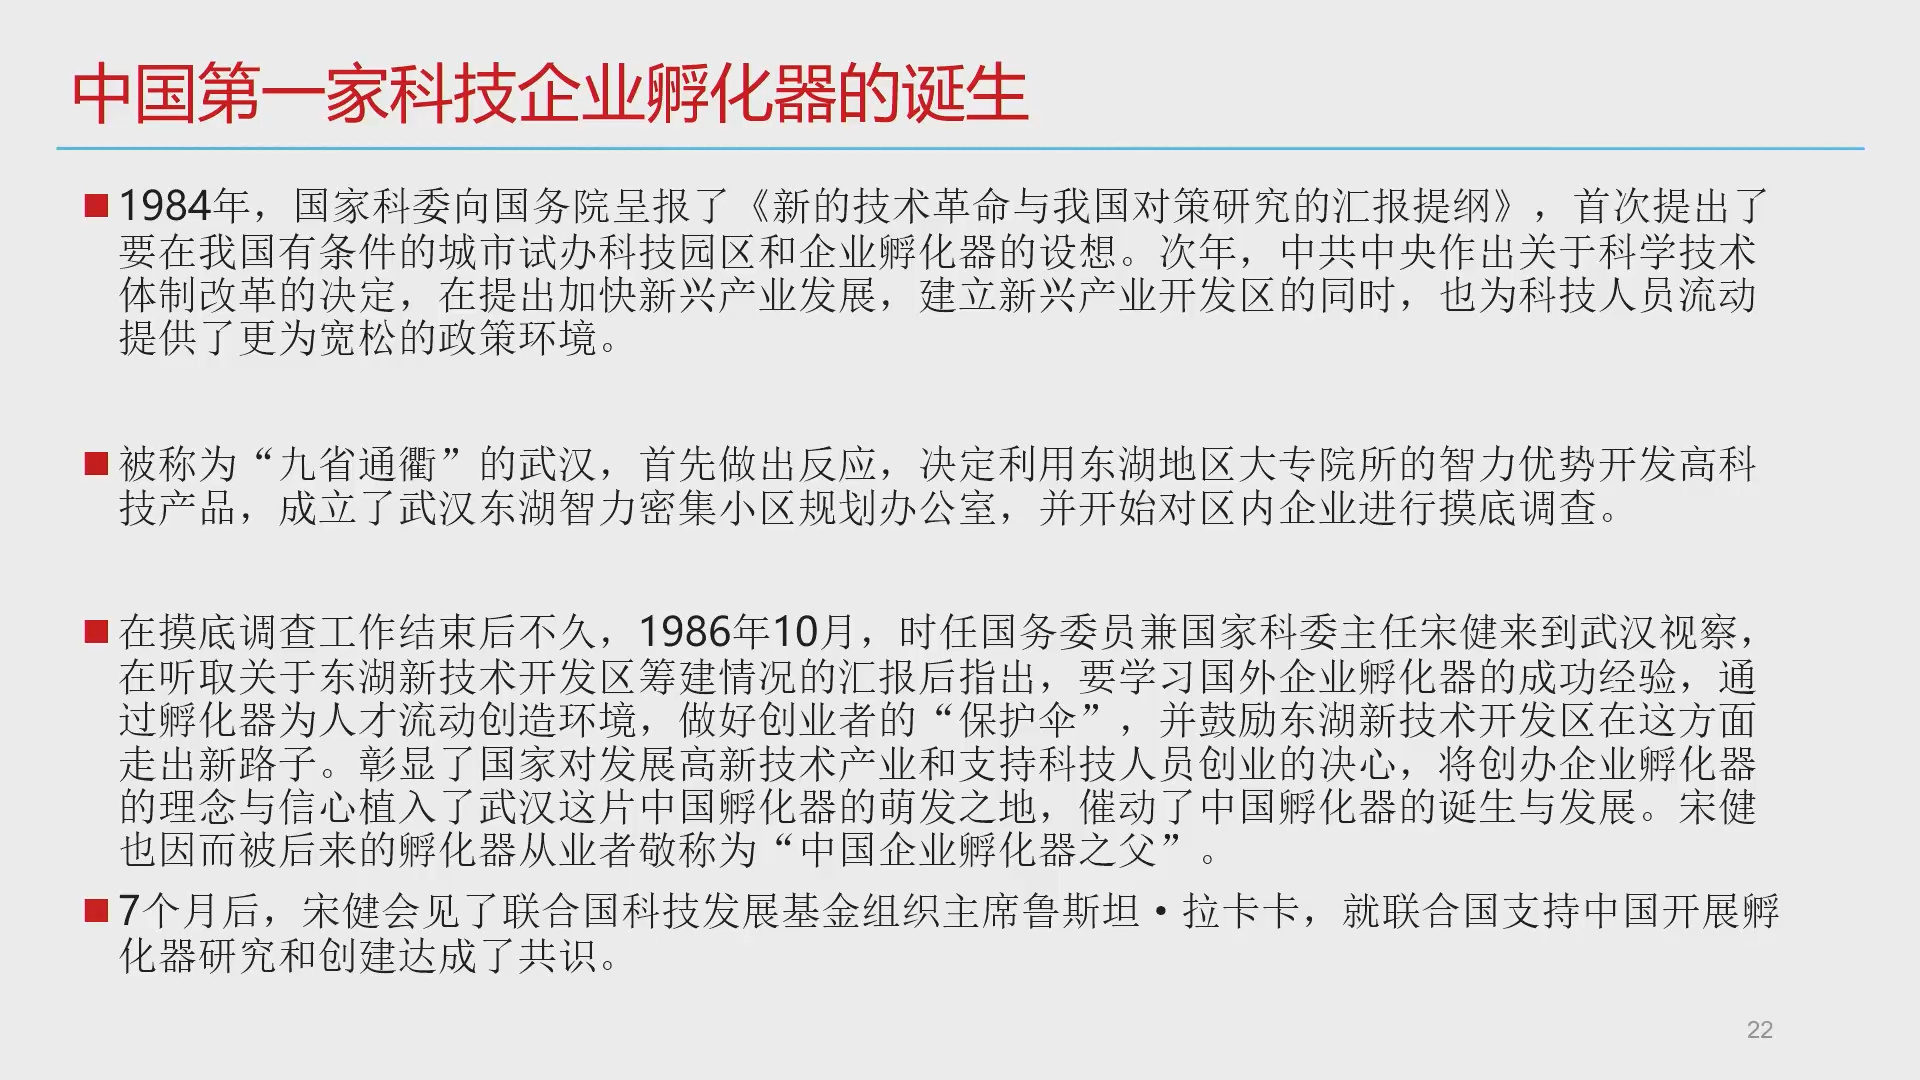 中国第一家科技企业孵化器的诞生
1984年，国家科委向国务院呈报了《新的技术革命与我国对策研究的汇报提纲》，首次提出了
要在我国有条件的城市试办科技园区和企业孵化器的设想。次年，中共中央作出关于科学技术
体制改革的决定，在提出加快新兴产业发展，建立新兴产业开发区的同时，也为科技人员流动
提供了更为宽松的政策环境。
被称为“九省通衢”的武汉，首先做出反应，决定利用东湖地区大专院所的智力优势开发高科
技产品，成立了武汉东湖智力密集小区规划办公室，并开始对区内企业进行摸底调查。
在摸底调查工作结束后不久，1986年10月，时任国务委员兼国家科委主任宋健来到武汉视察，
在听取关于东湖新技术开发区筹建情况的汇报后指出，要学习国外企业孵化器的成功经验，通
过孵化器为人才流动创造环境，做好创业者的“保护伞”，并鼓励东湖新技术开发区在这方面
走出新路子。彰显了国家对发展高新技术产业和支持科技人员创业的决心，将创办企业孵化器
的理念与信心植入了武汉这片中国孵化器的萌发之地，催动了中国孵化器的诞生与发展。宋健
也因而被后来的孵化器从业者敬称为“中国企业孵化器之父”。
7个月后，宋健会见了联合国科技发展基金组织主席鲁斯坦·拉卡卡，就联合国支持中国开展孵
化器研究和创建达成了共识。
22